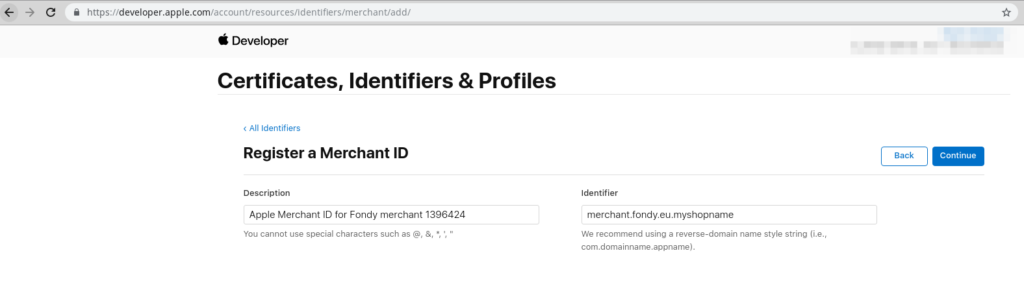 https://developer.apple.com/account/resources/identifiers/merchant/add/
Developer
Certificates, Identifiers & Profiles
‹ All Identifiers
Register a Merchant ID
Back
Continue
Description
Identifier
Apple Merchant ID for Fondy merchant 1396424
merchant.fondy.eu.myshopname
You cannot use special characters such as @, &, *, ', "
We recommend using a reverse-domain name style string (i.e.,
com.domainname.appname).